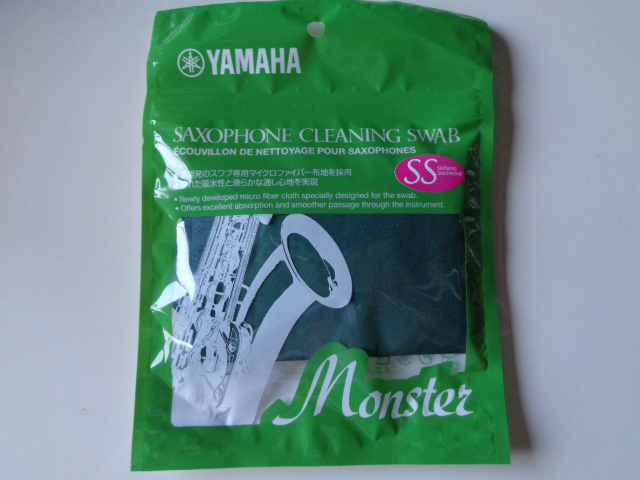 YAMAHA
SAXOPHONE CLEANING SWAB
ÉCOUVILLON DE NETTOYAGE POUR SAXOPHONES
開発のスワブ専用マイクロファイバー布地を採用
れた吸水性と滑らかな通し心地を実現
SS SOPRANO SAXOPHONE
• Newly developed micro fiber cloth specially designed for the swab.
• Offers excellent absorption and smoother passage through the instrument.
Monster